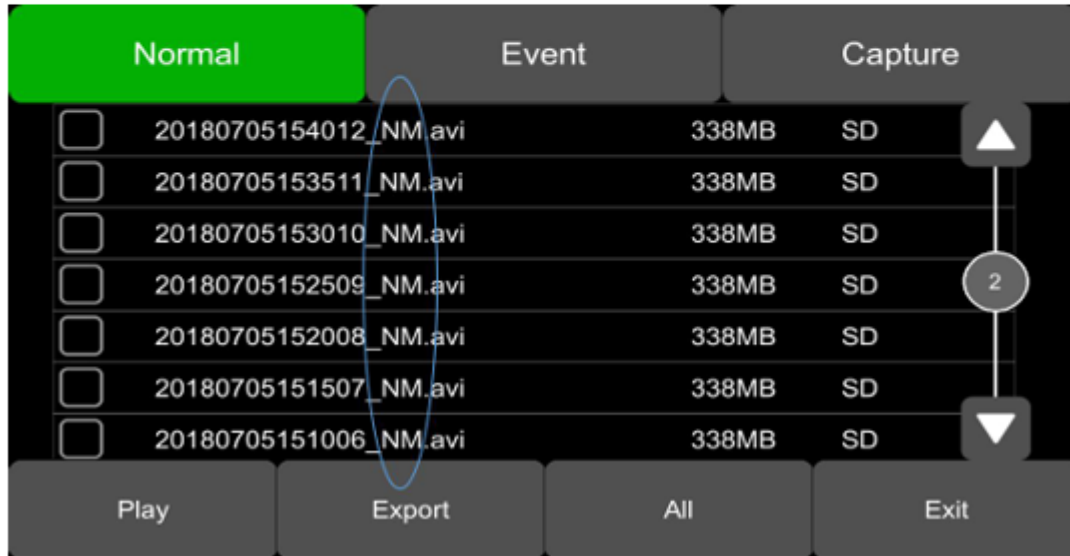 Normal Event Capture
20180705154012_NM.avi 338MB SD
20180705153511_NM.avi 338MB SD
20180705153010_NM.avi 338MB SD
20180705152509_NM.avi 338MB SD 2
20180705152008_NM.avi 338MB SD
20180705151507_NM.avi 338MB SD
20180705151006_NM.avi 338MB SD
Play Export All Exit